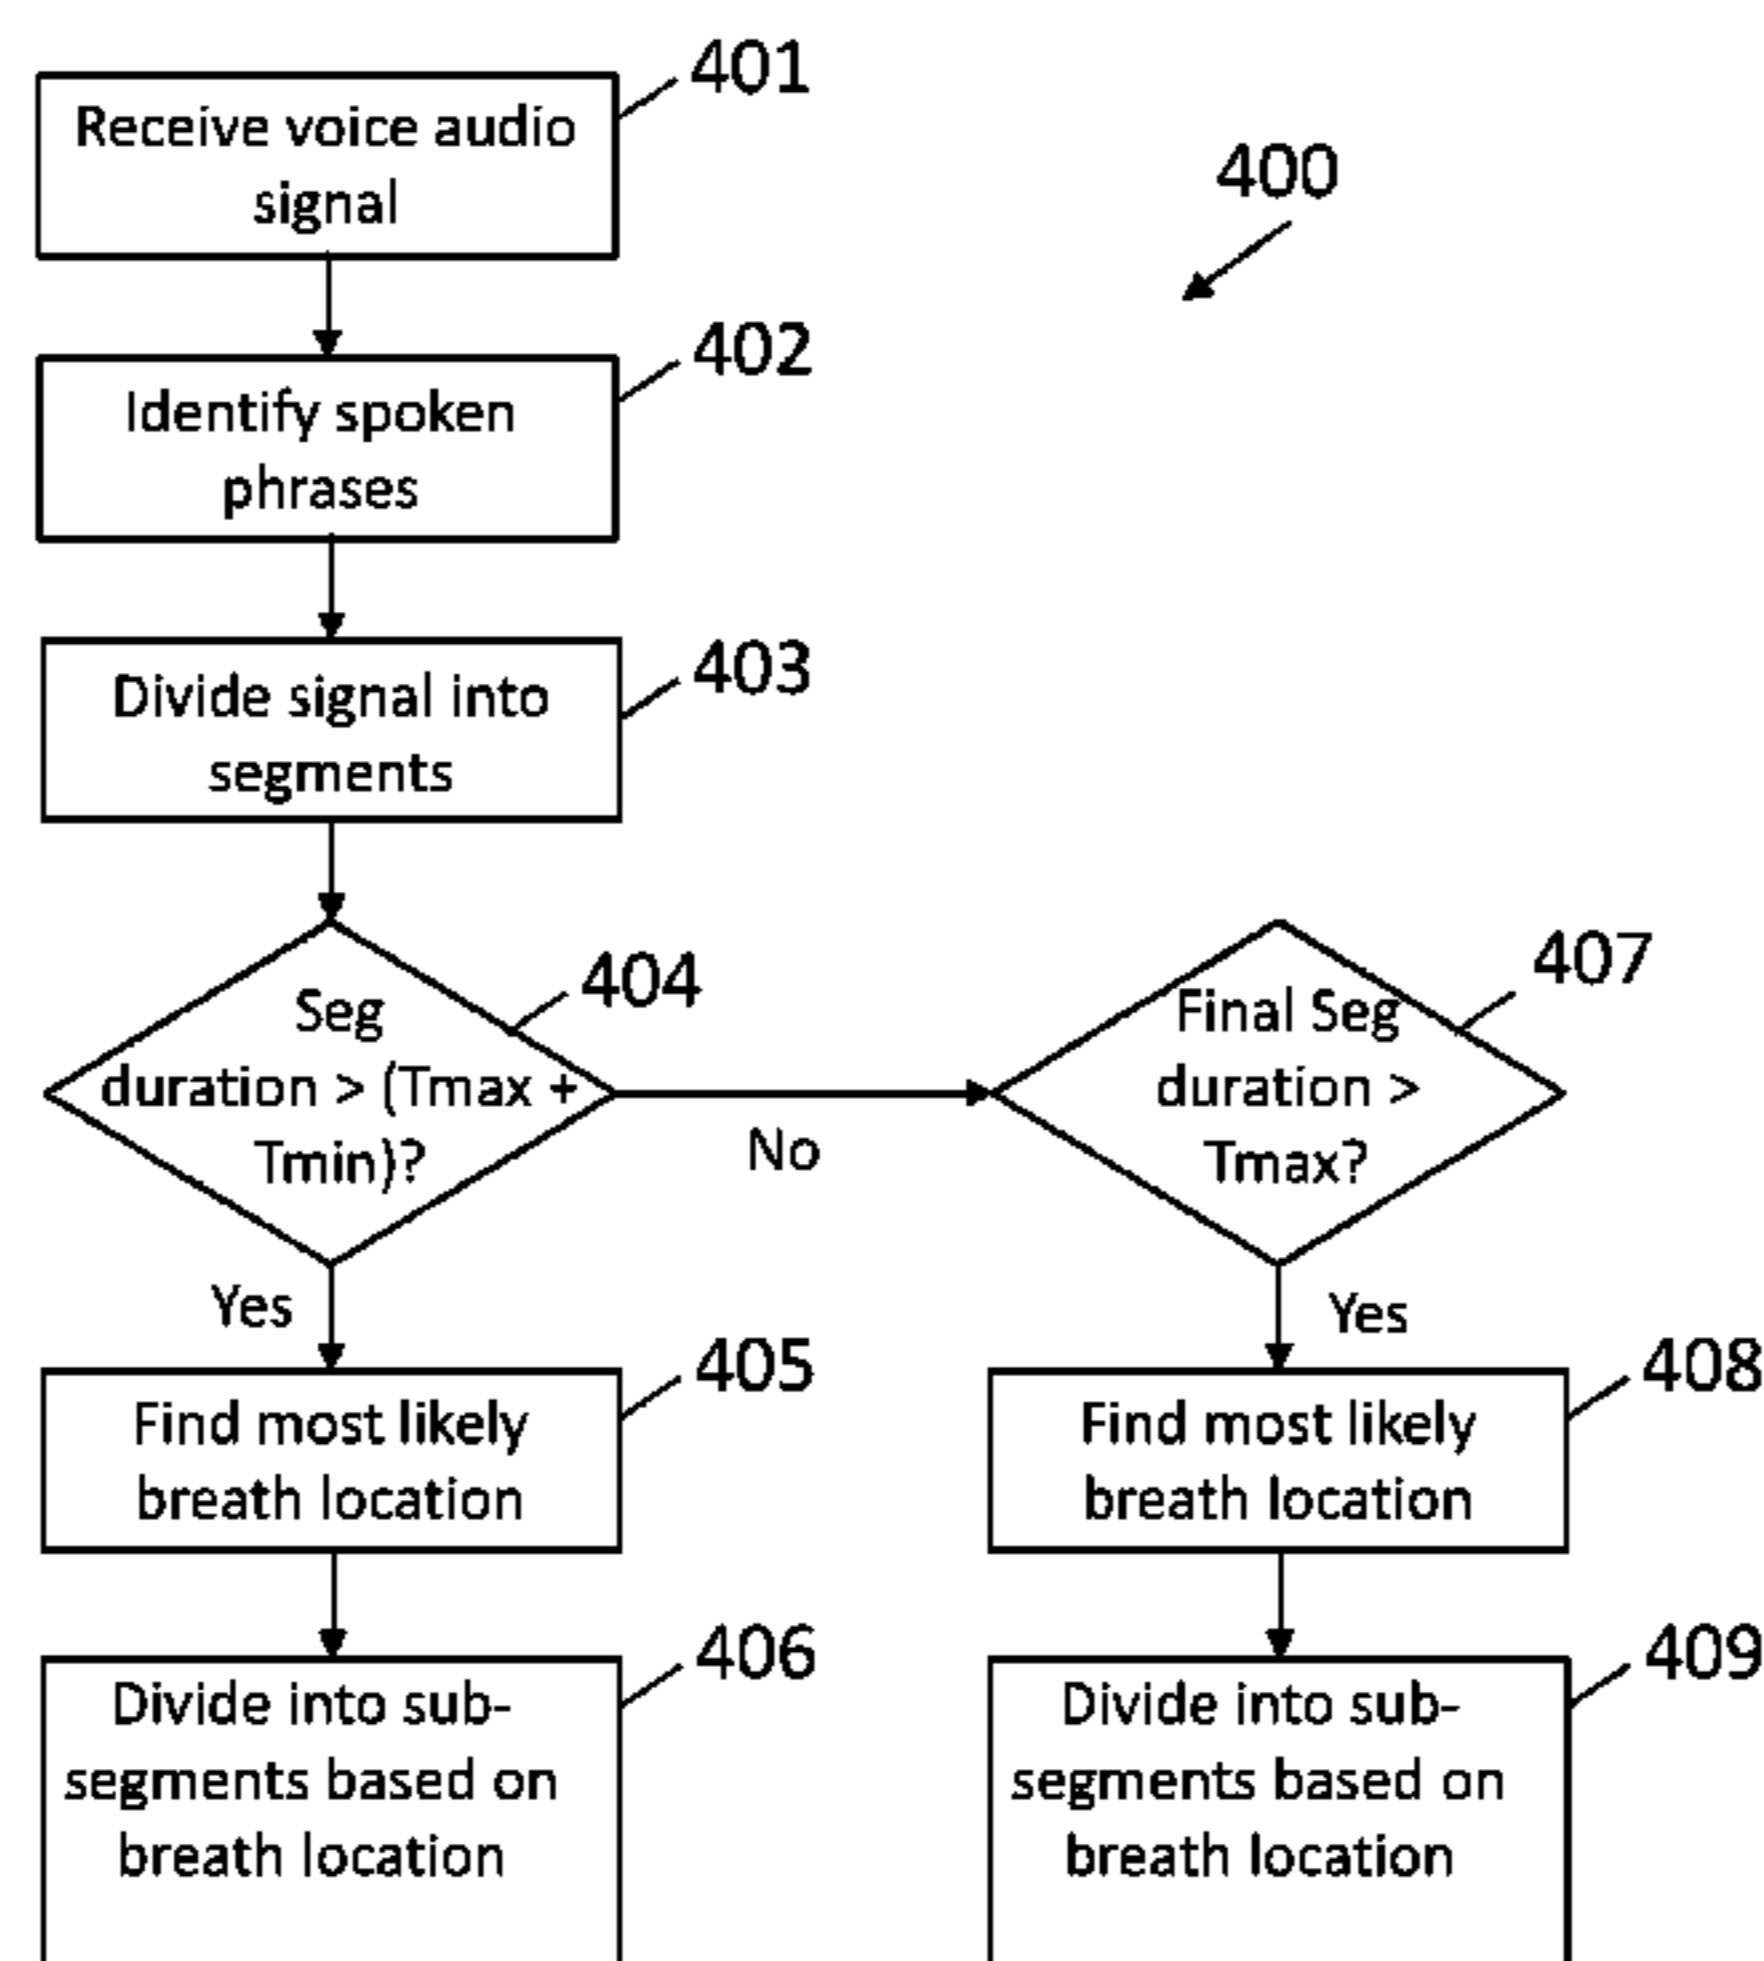 401
Receive voice audio
signal
400
402
Identify spoken
phrases
403
Divide signal into
segments
404
Seg
duration > (Tmax +
Tmin)?
No
407
Final Seg
duration >
Tmax?
Yes
Yes
405
Find most likely
breath location
408
Find most likely
breath location
406
Divide into sub-
segments based on
breath location
409
Divide into sub-
segments based on
breath location